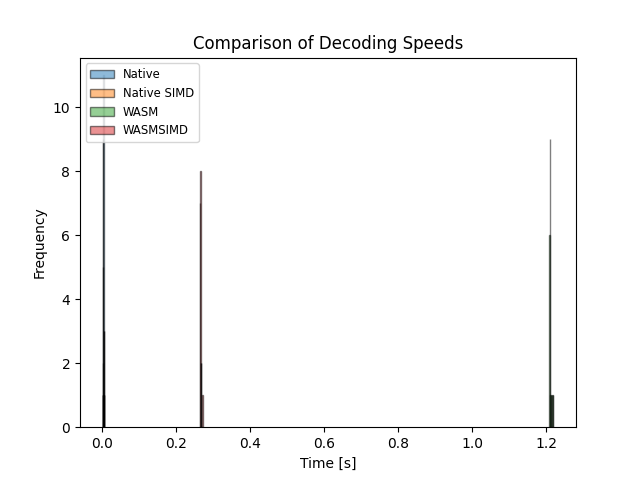 Comparison of Decoding Speeds
Native
Native SIMD
WASM
WASMSIMD
Frequency
10
8
6
4
2
0
0.0 0.2 0.4 0.6 0.8 1.0 1.2
Time [s]